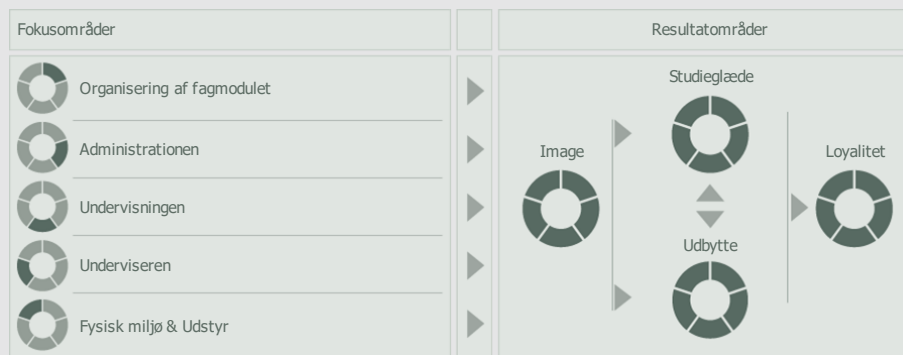 Fokusområder
Resultatområder
Organisering af fagmodulet
Administrationen
Undervisningen
Underviseren
Fysisk miljø & Udstyr
Studieglæde
Image
Loyalitet
Udbytte